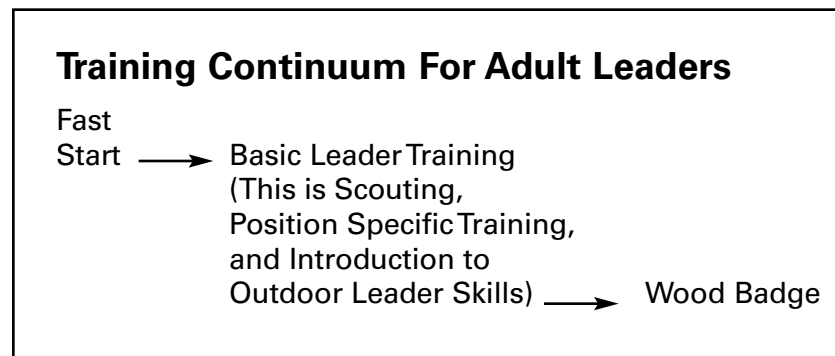 Training Continuum For Adult Leaders
Fast
Start → Basic Leader Training
(This is Scouting,
Position Specific Training,
and Introduction to
Outdoor Leader Skills) → Wood Badge